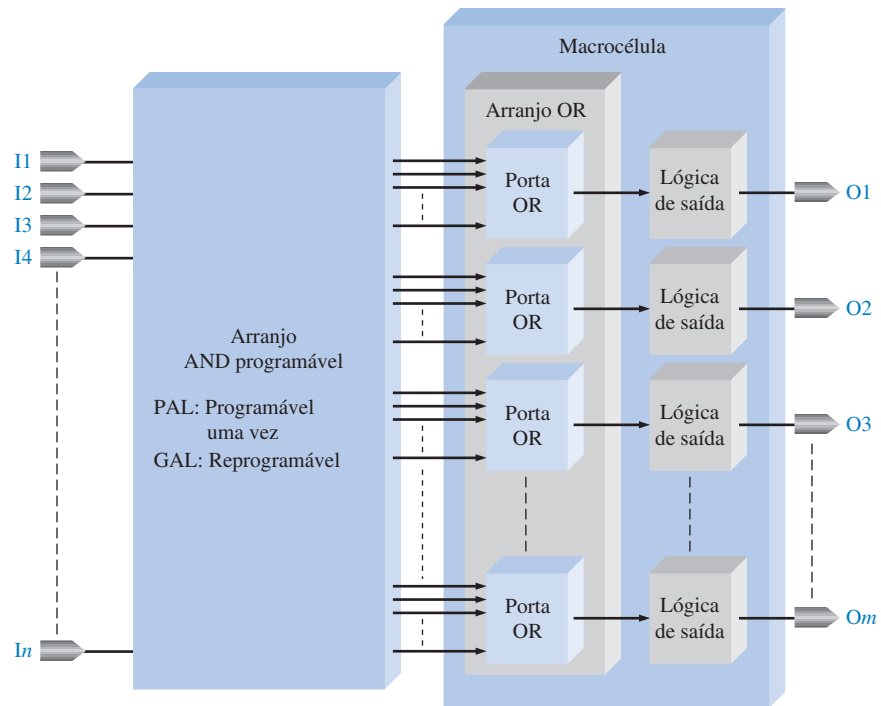 Macrocélula
Arranjo OR
I1
I2
I3
I4
In
Arranjo
AND programável
PAL: Programável
uma vez
GAL: Reprogramável
Porta
OR
Lógica
de saída
O1
Porta
OR
Lógica
de saída
O2
Porta
OR
Lógica
de saída
O3
Porta
OR
Lógica
de saída
Om